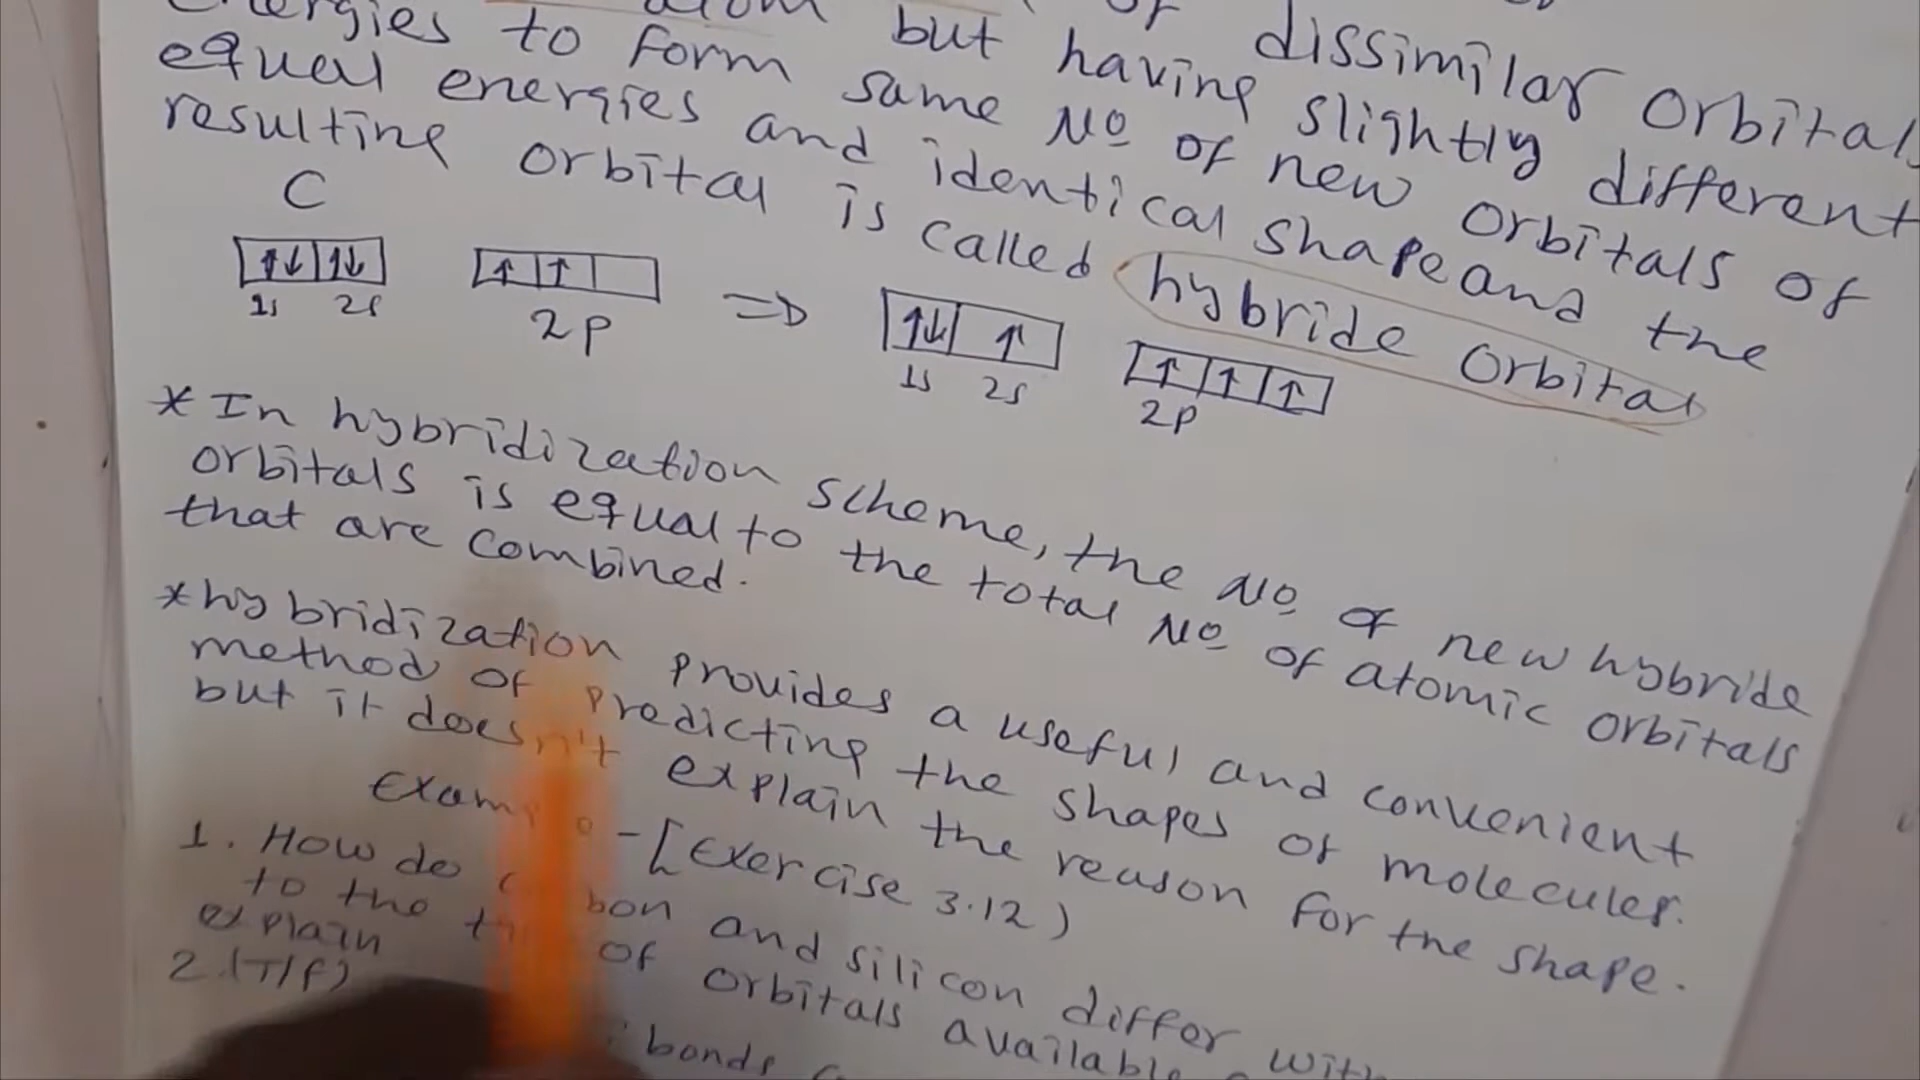 energies to form same No of new orbitals of
atom but having slightly different
of dissimilar orbitals
equal energies and identical shape and the
resulting orbital is called hybride orbital
C
1s 2s
2p
⇒
1s 2s
2p
* In hybridization scheme, the No of new hybride
orbitals is equal to the total No of atomic orbitals
that are combined.
* hybridization provides a useful and convenient
method of predicting the shapes of molecules.
but it doesn't explain the reason for the shape.
[Exercise 3.12)
1. How do and silicon differ with
to the of orbitals available
explain
2. (T/F)
bonds